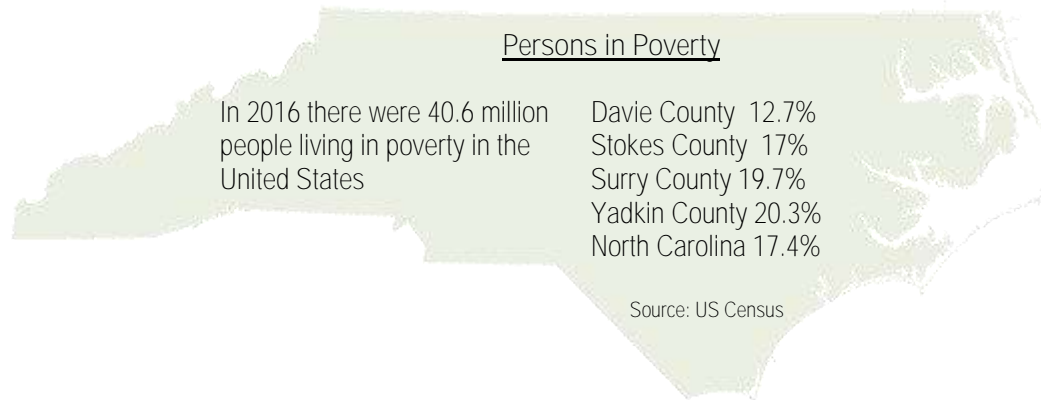 Persons in Poverty
In 2016 there were 40.6 million
people living in poverty in the
United States
Davie County 12.7%
Stokes County 17%
Surry County 19.7%
Yadkin County 20.3%
North Carolina 17.4%
Source: US Census